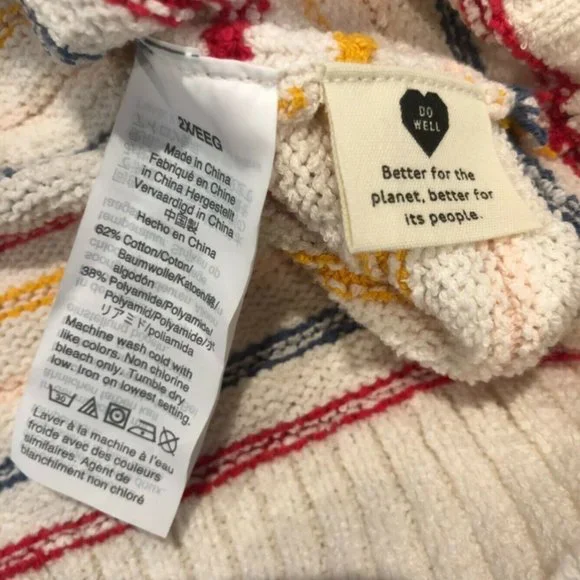 2XEEG
Made in China
Fabriqué en Chine
in China Hergestellt
Vervaardigd in China
中国製
Hecho en China
62% Cotton/Coton/
Baumwolle/Katoen/綿/
algodón
38% Polyamide/Polyamide/
Polyamid/Polyamide/ポ
リアミド/poliamida
Machine wash cold with
like colors. Non chlorine
bleach only. Tumble dry
low. Iron on lowest setting.
Laver à la machine à l'eau
froide avec des couleurs
similaires. Agent de
blanchiment non chloré
DO
WELL
Better for the
planet, better for
its people.